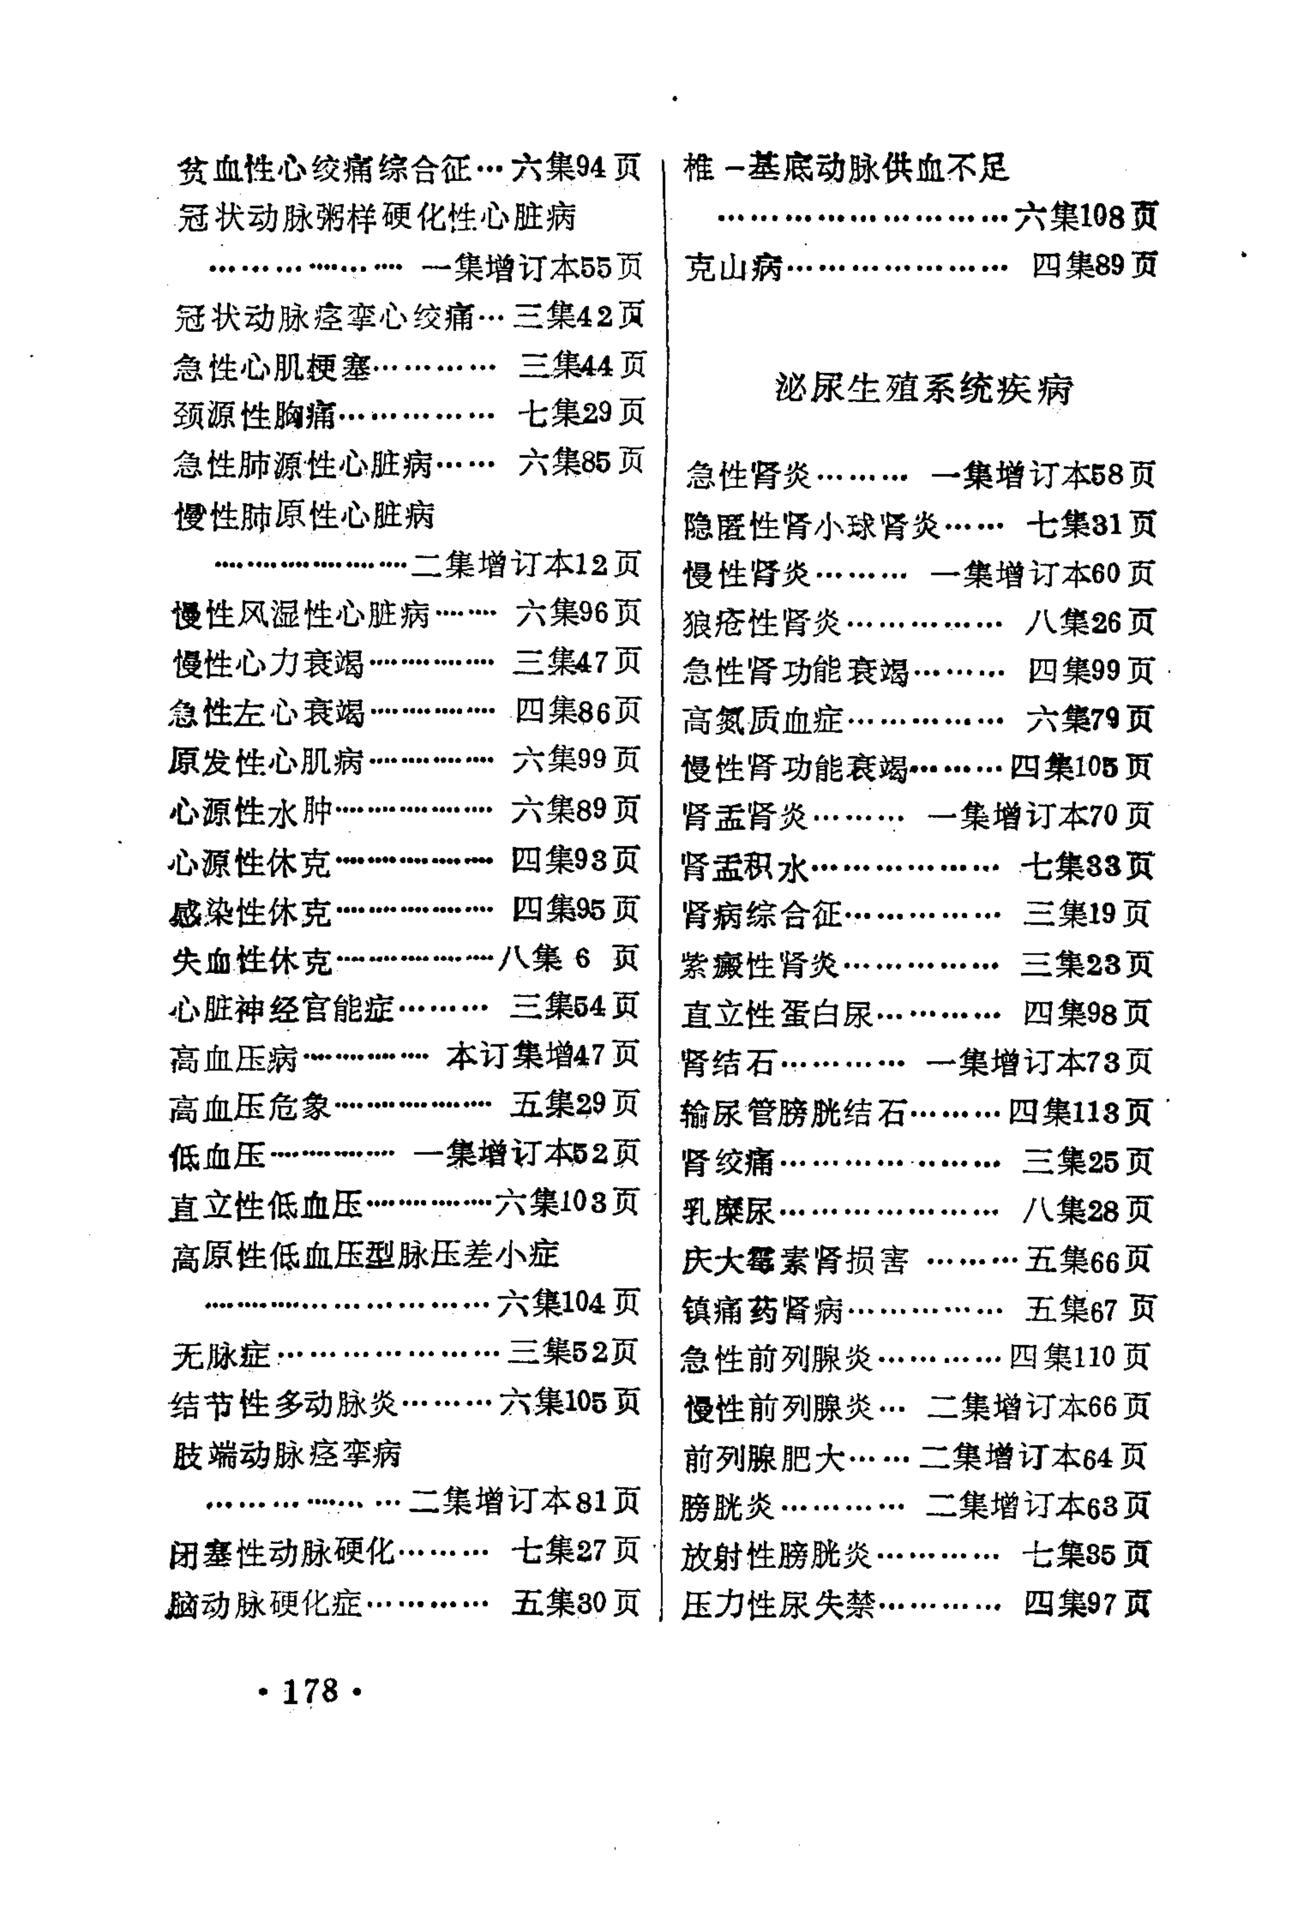 贫血性心绞痛综合征…六集94页
冠状动脉粥样硬化性心脏病
………………一集增订本55页
冠状动脉痉挛心绞痛…三集42页
急性心肌梗塞…………三集44页
颈源性胸痛……………七集29页
急性肺源性心脏病……六集85页
慢性肺原性心脏病
………………二集增订本12页
慢性风湿性心脏病……六集96页
慢性心力衰竭…………三集47页
急性左心衰竭…………四集86页
原发性心肌病…………六集99页
心源性水肿……………六集89页
心源性休克……………四集93页
感染性休克……………四集95页
失血性休克……………八集 6 页
心脏神经官能症………三集54页
高血压病…………本订集增47页
高血压危象……………五集29页
低血压…………一集增订本52页
直立性低血压…………六集103页
高原性低血压型脉压差小症
………………………六集104页
无脉症…………………三集52页
结节性多动脉炎………六集105页
肢端动脉痉挛病
………………二集增订本81页
闭塞性动脉硬化………七集27页
脑动脉硬化症…………五集30页
椎-基底动脉供血不足
………………………六集108页
克山病…………………四集89页
泌尿生殖系统疾病
急性肾炎………一集增订本58页
隐匿性肾小球肾炎……七集31页
慢性肾炎………一集增订本60页
狼疮性肾炎……………八集26页
急性肾功能衰竭………四集99页
高氮质血症……………六集79页
慢性肾功能衰竭………四集105页
肾盂肾炎………一集增订本70页
肾盂积水………………七集33页
肾病综合征……………三集19页
紫癜性肾炎……………三集23页
直立性蛋白尿…………四集98页
肾结石…………一集增订本73页
输尿管膀胱结石………四集113页
肾绞痛…………………三集25页
乳糜尿…………………八集28页
庆大霉素肾损害………五集66页
镇痛药肾病……………五集67页
急性前列腺炎…………四集110页
慢性前列腺炎…二集增订本66页
前列腺肥大……二集增订本64页
膀胱炎…………二集增订本63页
放射性膀胱炎…………七集35页
压力性尿失禁…………四集97页
·178·